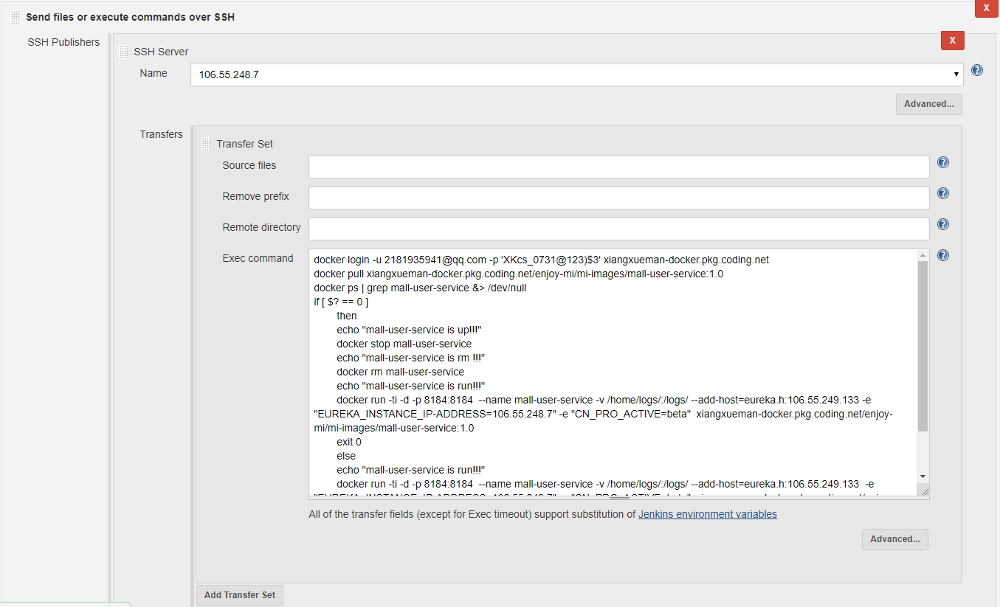 Send files or execute commands over SSH
X
SSH Publishers
X
SSH Server
Name
106.55.248.7
Advanced...
Transfers
Transfer Set
Source files
Remove prefix
Remote directory
Exec command
docker login -u 2181935941@qq.com -p 'XKcs_0731@123)$3' xiangxueman-docker.pkg.coding.net
docker pull xiangxueman-docker.pkg.coding.net/enjoy-mi/mi-images/mall-user-service:1.0
docker ps | grep mall-user-service &> /dev/null
if [ $? == 0 ]
then
echo "mall-user-service is up!!!"
docker stop mall-user-service
echo "mall-user-service is rm !!!"
docker rm mall-user-service
echo "mall-user-service is run!!!"
docker run -ti -d -p 8184:8184  --name mall-user-service -v /home/logs/:/logs/ --add-host=eureka.h:106.55.249.133 -e
"EUREKA_INSTANCE_IP-ADDRESS=106.55.248.7" -e "CN_PRO_ACTIVE=beta"  xiangxueman-docker.pkg.coding.net/enjoy-
mi/mi-images/mall-user-service:1.0
exit 0
else
echo "mall-user-service is run!!!"
docker run -ti -d -p 8184:8184  --name mall-user-service -v /home/logs/:/logs/ --add-host=eureka.h:106.55.249.133  -e
All of the transfer fields (except for Exec timeout) support substitution of Jenkins environment variables
Advanced...
Add Transfer Set